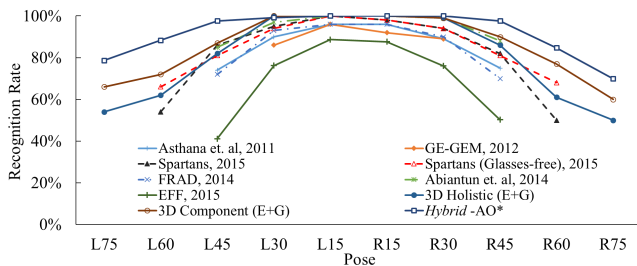 Recognition Rate
100%
80%
60%
40%
20%
0%
Asthana et. al, 2011
GE-GEM, 2012
Spartans, 2015
Spartans (Glasses-free), 2015
FRAD, 2014
Abiantun et. al, 2014
EFF, 2015
3D Holistic (E+G)
3D Component (E+G)
Hybrid -AO*
L75 L60 L45 L30 L15 R15 R30 R45 R60 R75
Pose